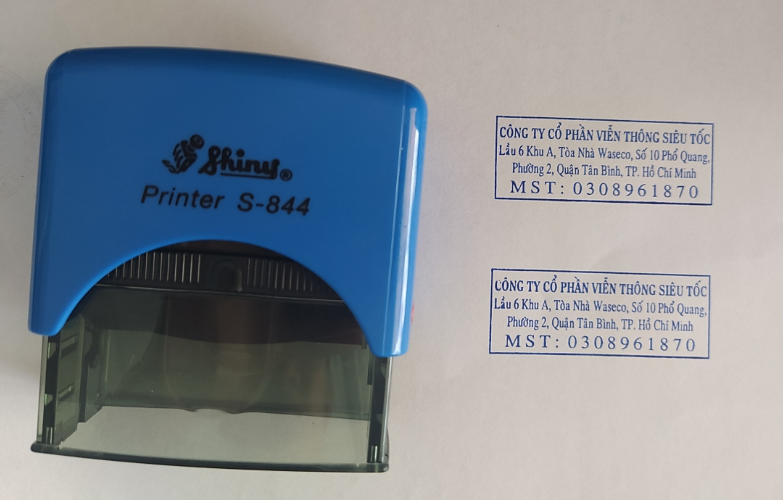 Shiny®
Printer S-844
CÔNG TY CỔ PHẦN VIỄN THÔNG SIÊU TỐC
Lầu 6 Khu A, Tòa Nhà Waseco, Số 10 Phổ Quang,
Phường 2, Quận Tân Bình, TP. Hồ Chí Minh
MST: 0308961870
CÔNG TY CỔ PHẦN VIỄN THÔNG SIÊU TỐC
Lầu 6 Khu A, Tòa Nhà Waseco, Số 10 Phổ Quang,
Phường 2, Quận Tân Bình, TP. Hồ Chí Minh
MST: 0308961870